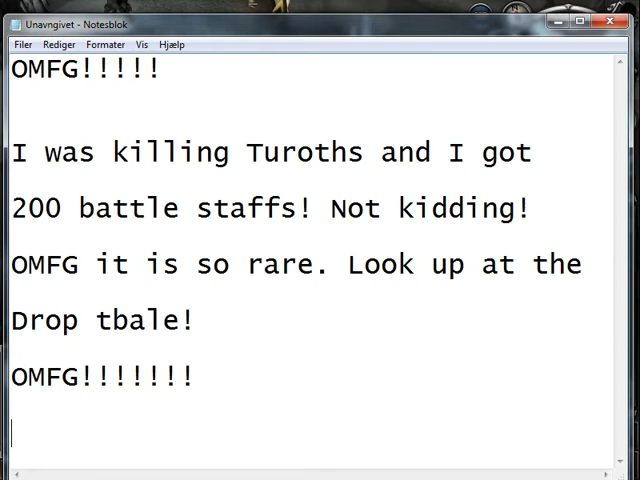 Unavngivet - Notesblok
Filer Rediger Formater Vis Hjælp
OMFG!!!!!
I was killing Turoths and I got
200 battle staffs! Not kidding!
OMFG it is so rare. Look up at the
Drop tbale!
OMFG!!!!!!!